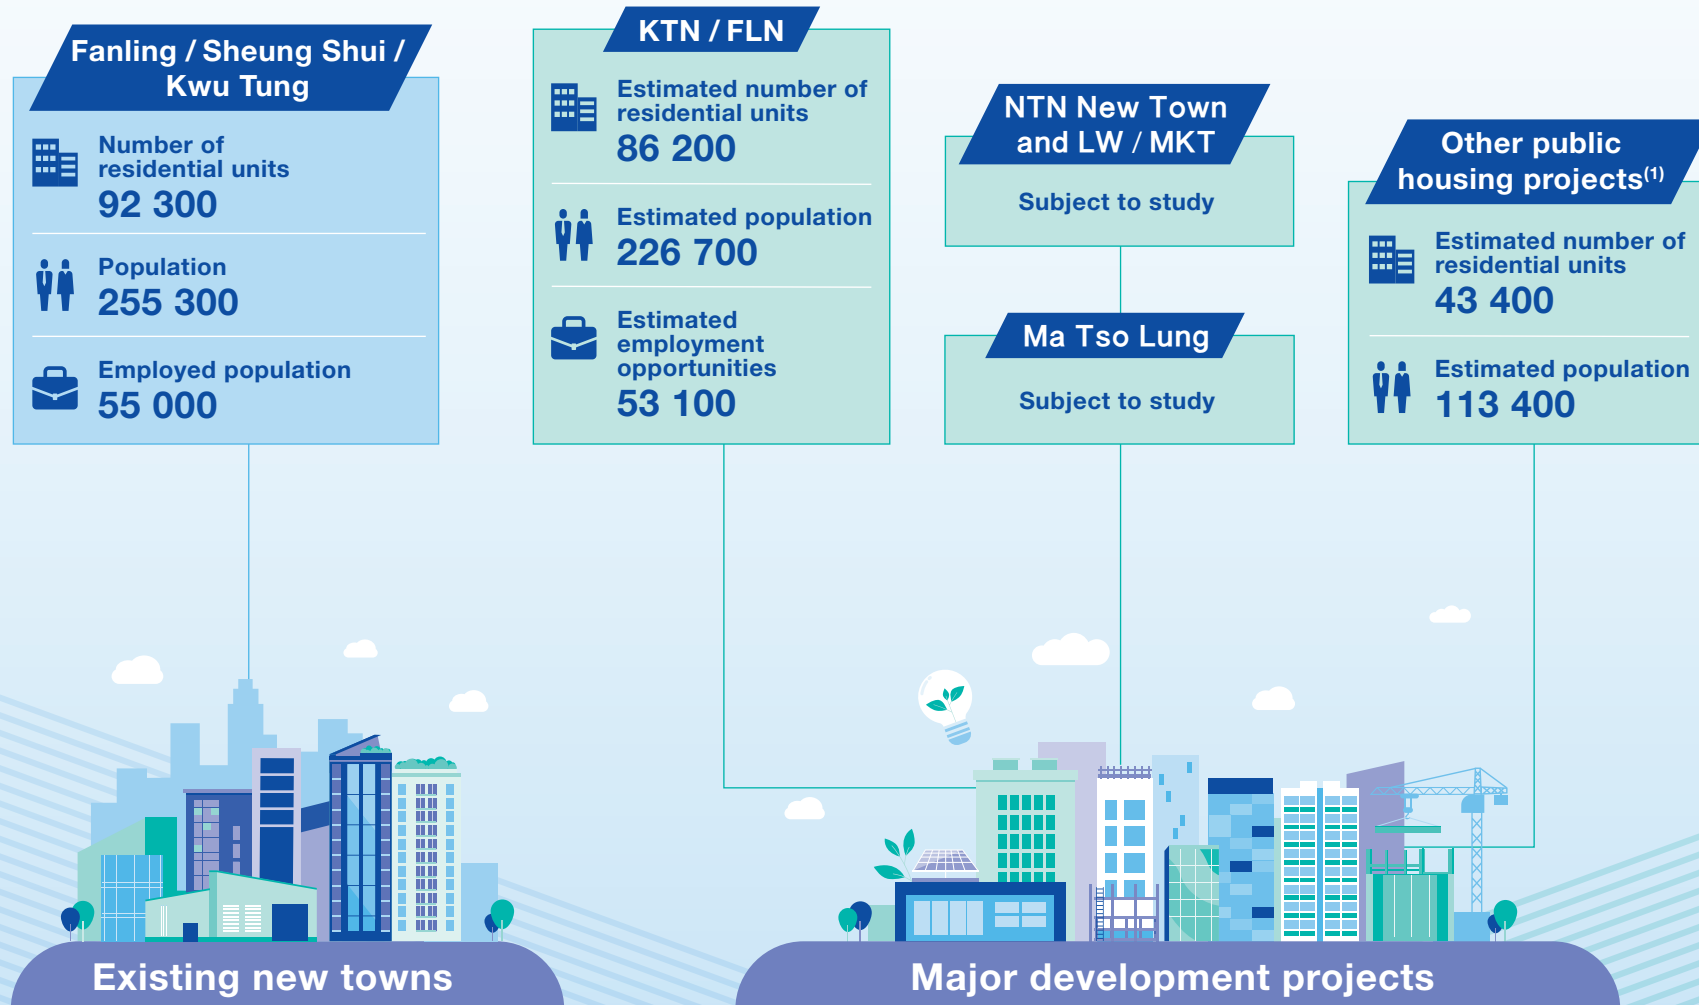 Fanling / Sheung Shui /
Kwu Tung
Number of
residential units
92 300
Population
255 300
Employed population
55 000
KTN / FLN
Estimated number of
residential units
86 200
Estimated population
226 700
Estimated
employment
opportunities
53 100
NTN New Town
and LW / MKT
Subject to study
Ma Tso Lung
Subject to study
Other public
housing projects(1)
Estimated number of
residential units
43 400
Estimated population
113 400
Existing new towns
Major development projects